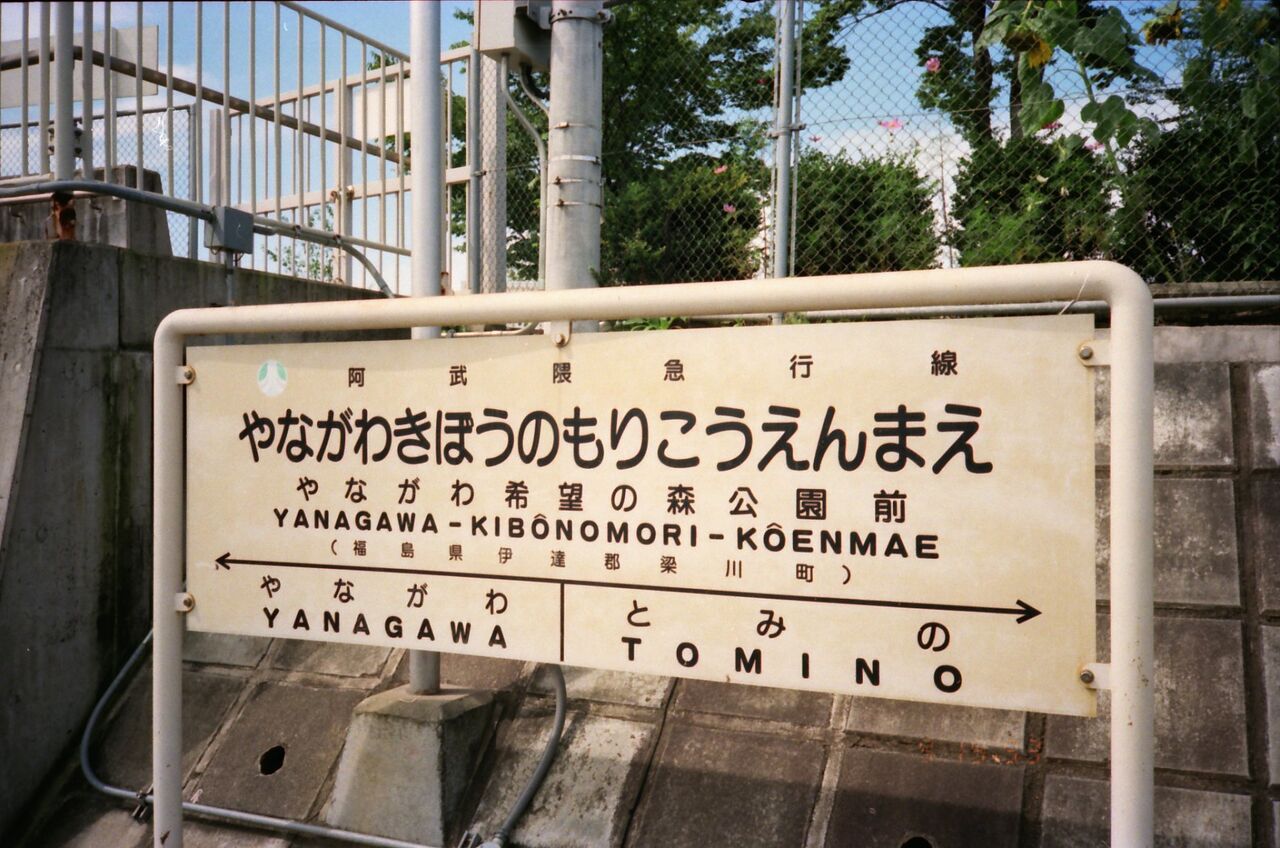 阿武隈急行線
やながわきぼうのもりこうえんまえ
やながわ希望の森公園前
YANAGAWA-KIBÔNOMORI-KÔENMAE
(福島県伊達郡梁川町)
やながわ とみの
YANAGAWA TOMINO